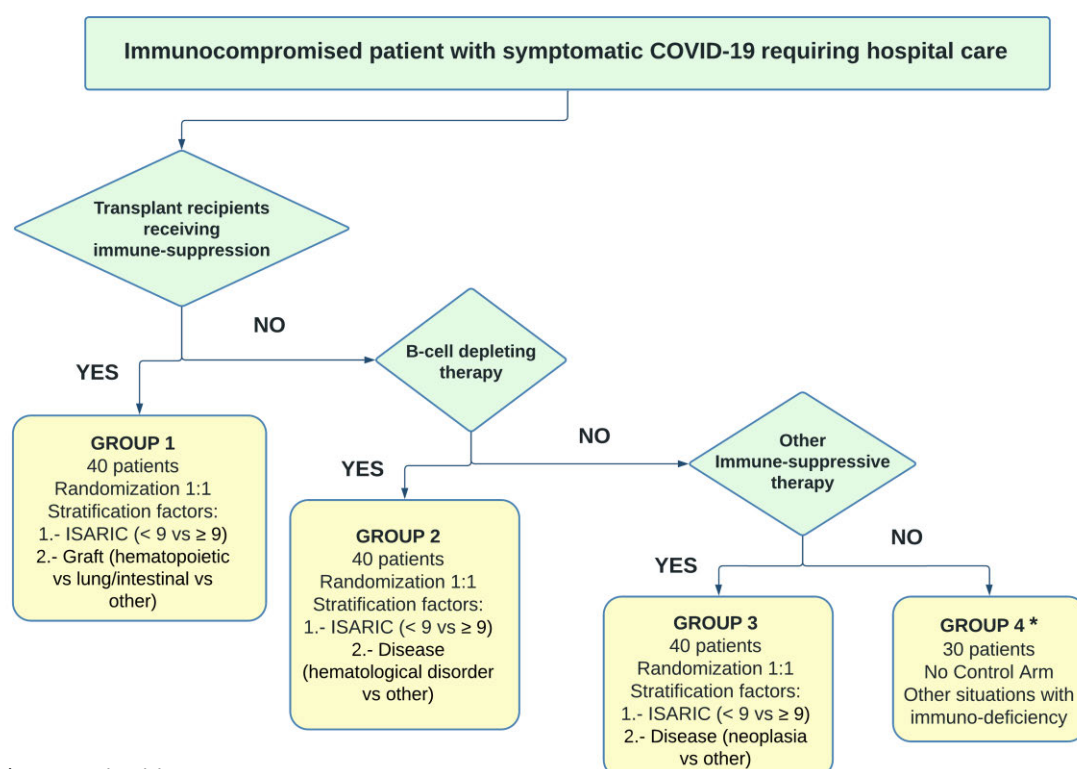 Immunocompromised patient with symptomatic COVID-19 requiring hospital care
Transplant recipients
receiving
immune-suppression
NO
YES
B-cell depleting
therapy
GROUP 1
40 patients
Randomization 1:1
Stratification factors:
1.- ISARIC (< 9 vs ≥ 9)
2.- Graft (hematopoietic
vs lung/intestinal vs
other)
NO
YES
Other
Immune-suppressive
therapy
GROUP 2
40 patients
Randomization 1:1
Stratification factors:
1.- ISARIC (< 9 vs ≥ 9)
2.- Disease
(hematological disorder
vs other)
NO
YES
GROUP 3
40 patients
Randomization 1:1
Stratification factors:
1.- ISARIC (< 9 vs ≥ 9)
2.- Disease (neoplasia
vs other)
GROUP 4 *
30 patients
No Control Arm
Other situations with
immuno-deficiency